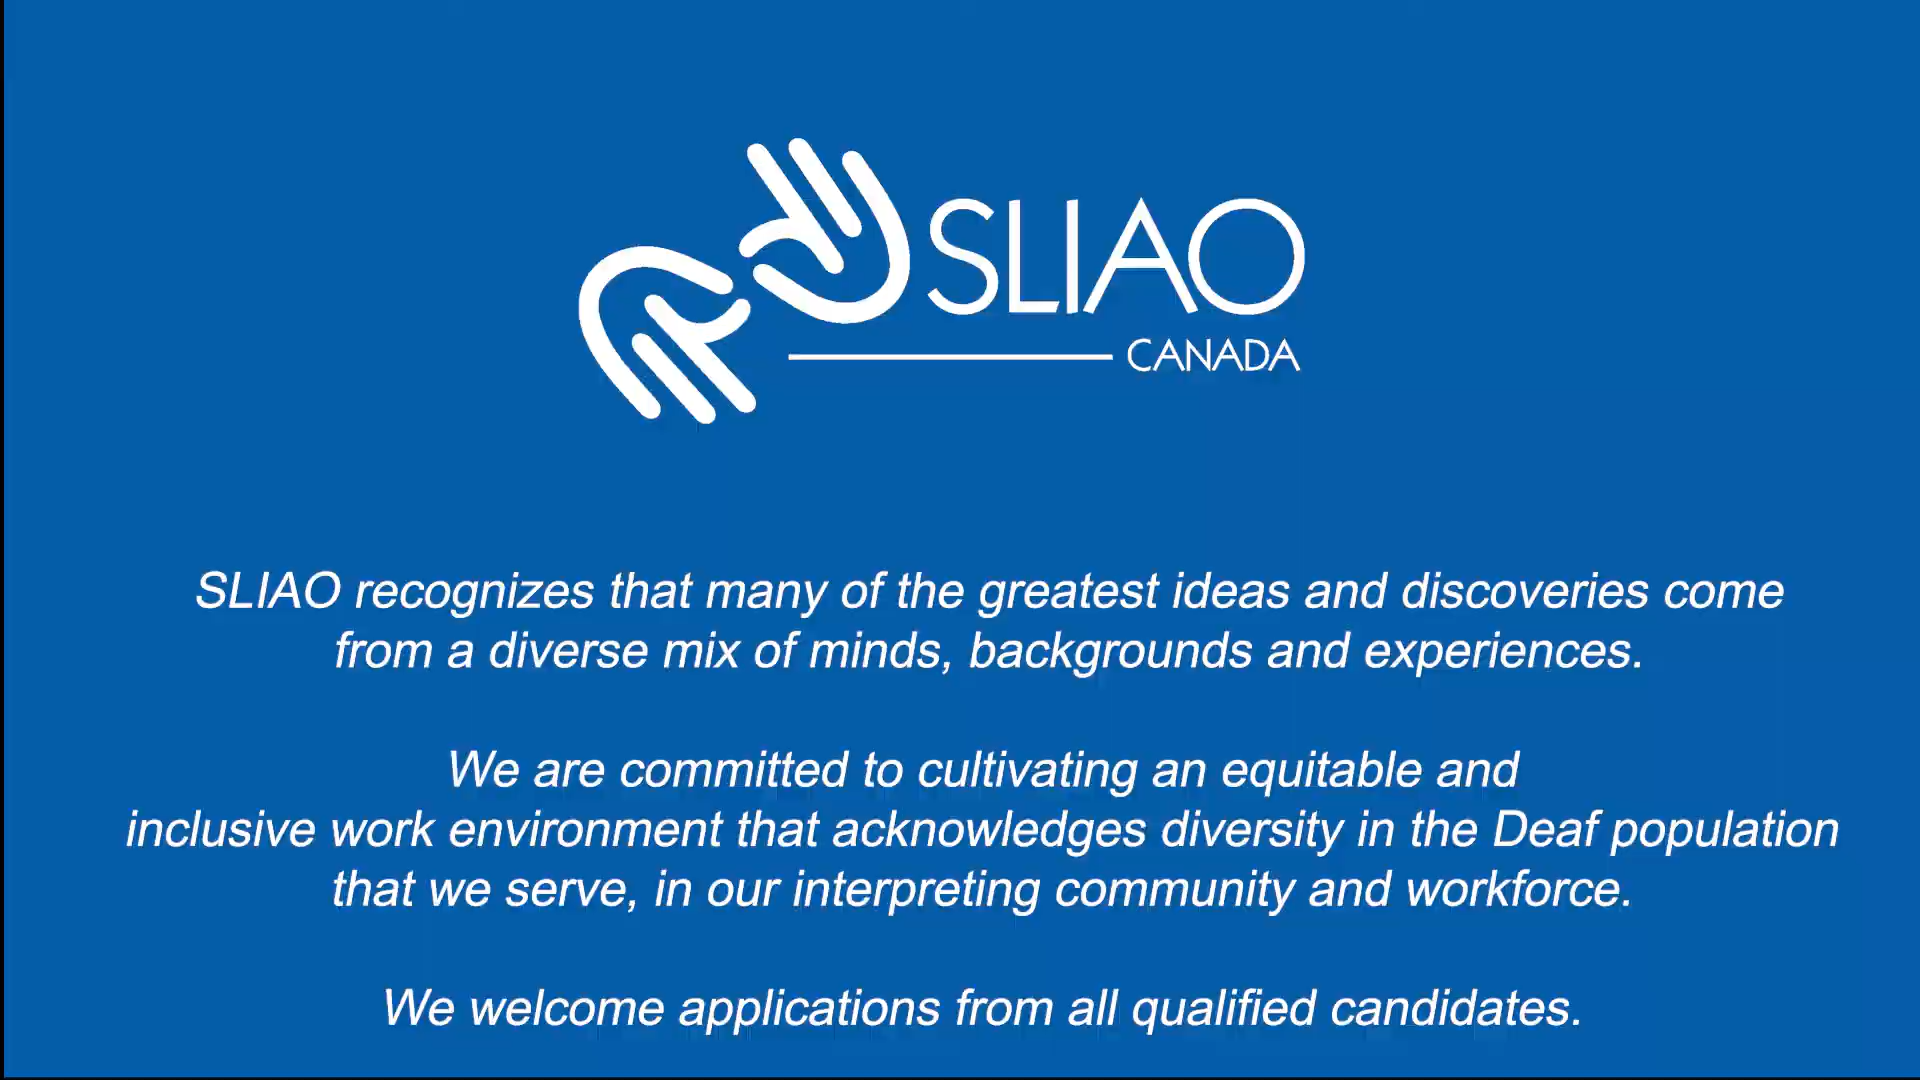 SLIAO
CANADA
SLIAO recognizes that many of the greatest ideas and discoveries come
from a diverse mix of minds, backgrounds and experiences.
We are committed to cultivating an equitable and
inclusive work environment that acknowledges diversity in the Deaf population
that we serve, in our interpreting community and workforce.
We welcome applications from all qualified candidates.